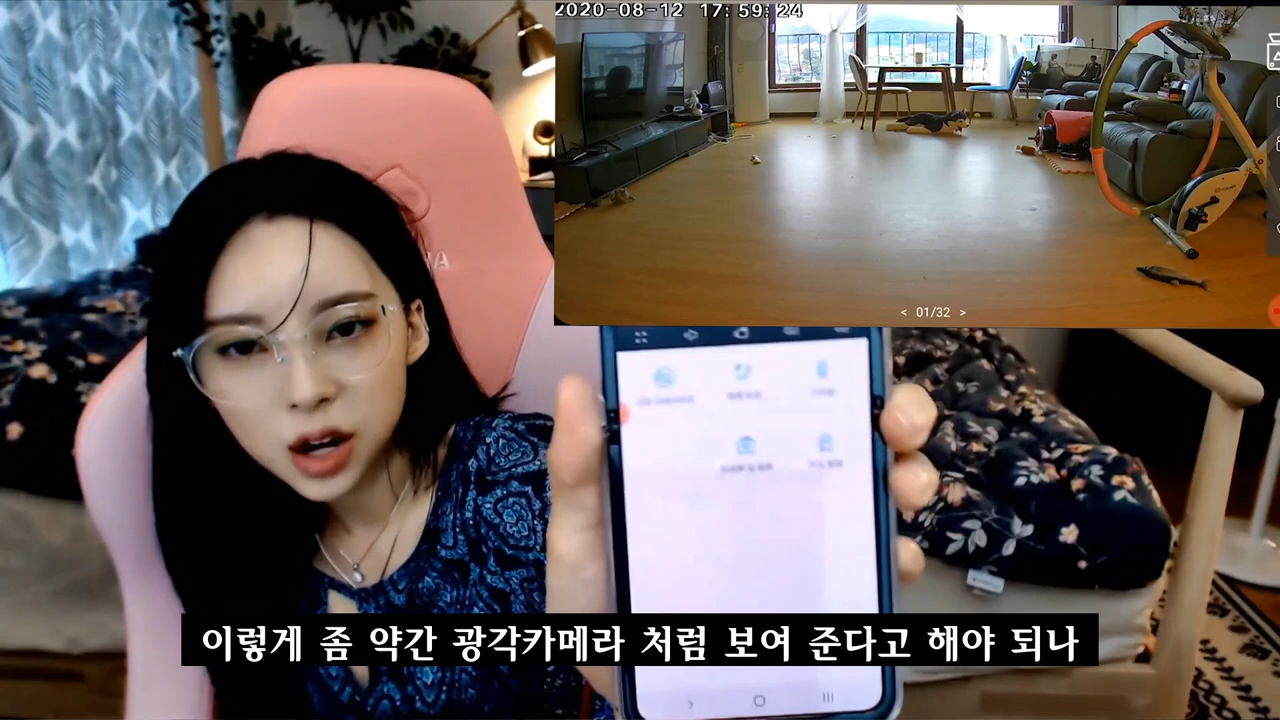 2020-08-12 17:59:24
< 01/32 >
이렇게 좀 약간 광각카메라 처럼 보여 준다고 해야 되나